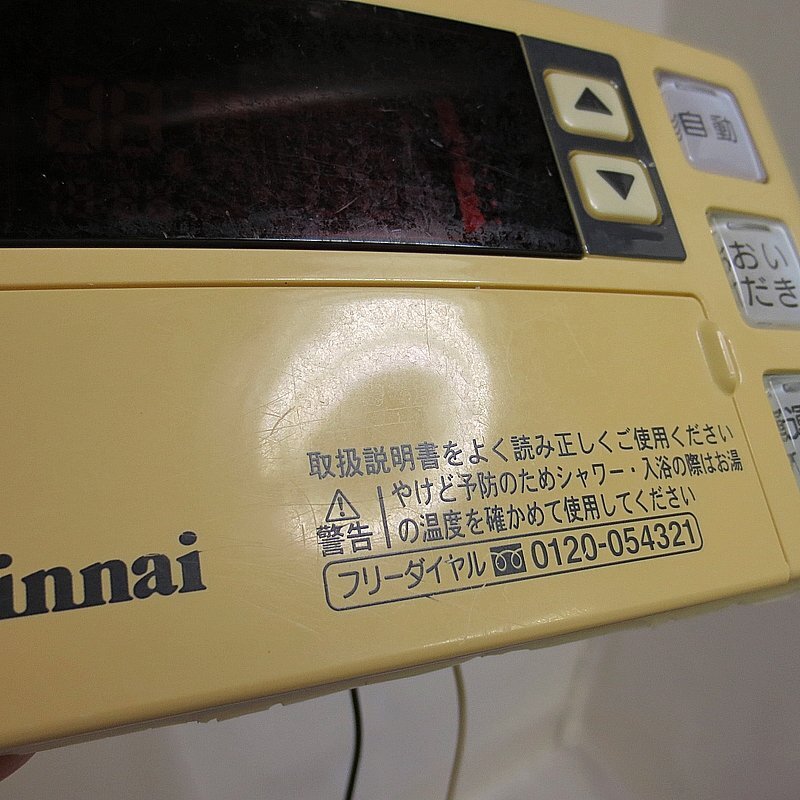 自動
おい
だき
取扱説明書をよく読み正しくご使用ください
警告
やけど予防のためシャワー・入浴の際はお湯
の温度を確かめて使用してください
フリーダイヤル 0120-054321
innai